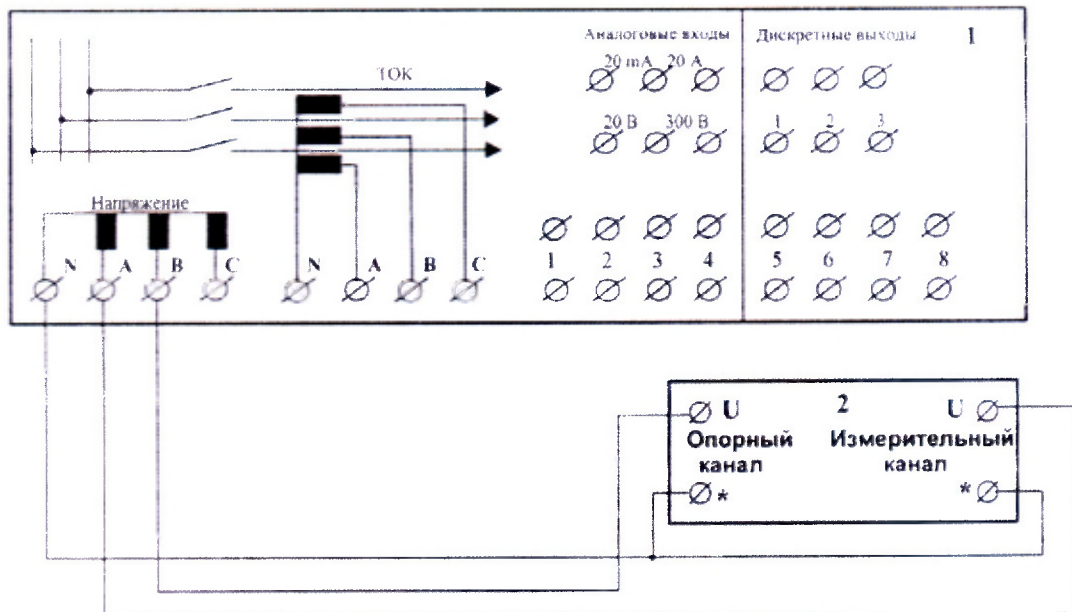 Аналоговые входы
Дискретные выходы
1
ТОК
20 mA 20 A
20 В 300 В
1 2 3
Напряжение
N A B C
N A B C
1 2 3 4
5 6 7 8
U 2 U
Опорный Измерительный
канал канал
* *